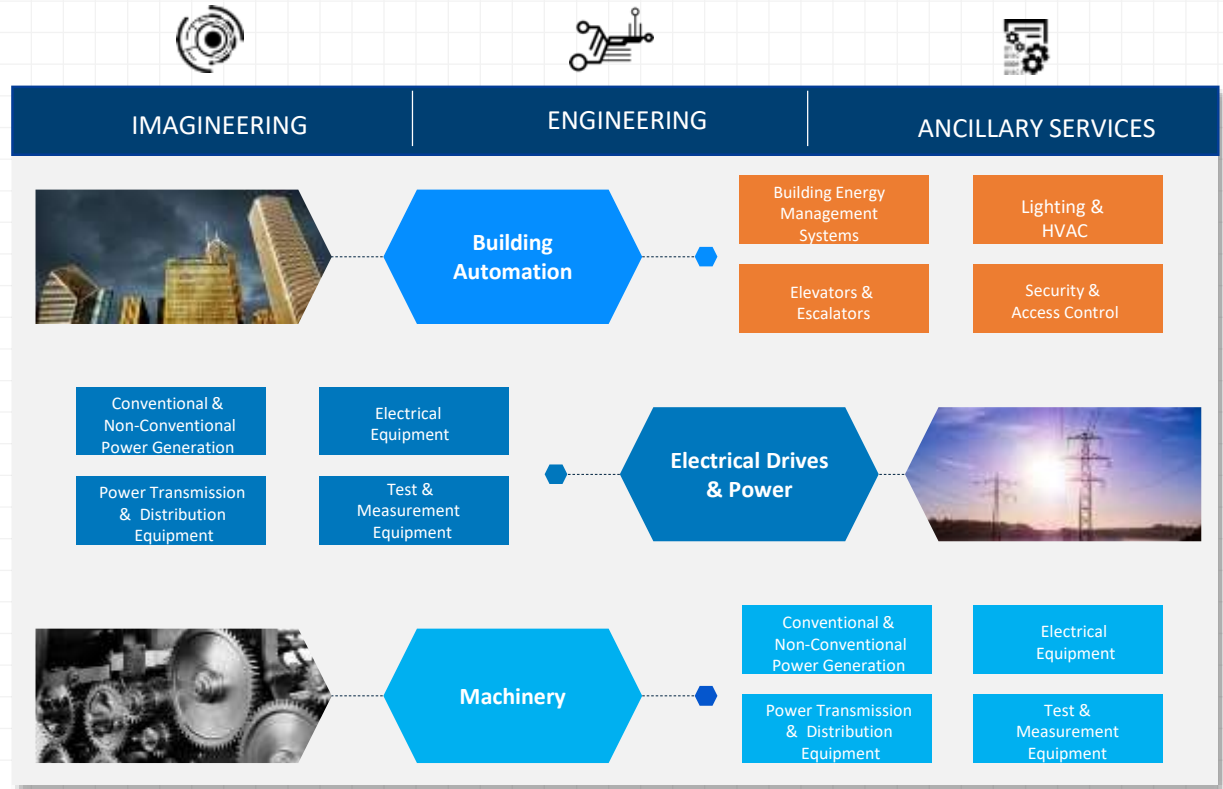 IMAGINEERING
ENGINEERING
ANCILLARY SERVICES
Building
Automation
Building Energy
Management
Systems
Lighting &
HVAC
Elevators &
Escalators
Security &
Access Control
Conventional &
Non-Conventional
Power Generation
Electrical
Equipment
Power Transmission
& Distribution
Equipment
Test &
Measurement
Equipment
Electrical Drives
& Power
Machinery
Conventional &
Non-Conventional
Power Generation
Electrical
Equipment
Power Transmission
& Distribution
Equipment
Test &
Measurement
Equipment